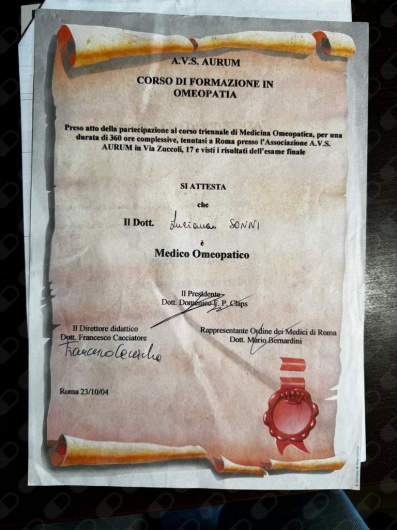 A.V.S. AURUM
CORSO DI FORMAZIONE IN
OMEOPATIA
Preso atto della partecipazione al corso triennale di Medicina Omeopatica, per una
durata di 360 ore complessive, tenutasi a Roma presso l'Associazione A.V.S.
AURUM in Via Zuccoli, 17 e visti i risultati dell'esame finale
SI ATTESTA
che
Il Dott. SONNI
è
Medico Omeopatico
Il Presidente
Dott. Domenico P. Claps
Il Direttore didattico
Dott. Francesco Cacciatore
Rappresentante Ordine dei Medici di Roma
Dott. Mario Bernardini
Roma 23/10/04